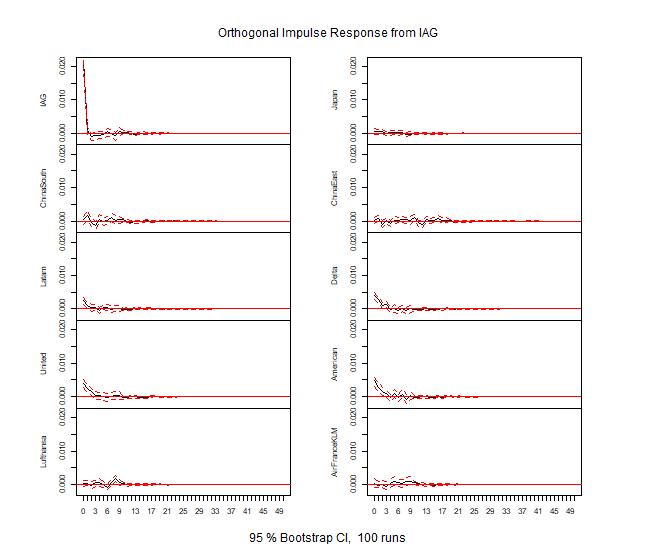 Orthogonal Impulse Response from IAG
IAG
0.000 0.010 0.020
ChinaSouth
0.000 0.010 0.020
Latam
0.000 0.010 0.020
United
0.000 0.010 0.020
Lufthansa
0.000 0.010 0.020
0 3 6 9 13 17 21 25 29 33 37 41 45 49
Japan
0.000 0.010 0.020
ChinaEast
0.000 0.010 0.020
Delta
0.000 0.010 0.020
American
0.000 0.010 0.020
AirFranceKLM
0.000 0.010 0.020
0 3 6 9 13 17 21 25 29 33 37 41 45 49
95 % Bootstrap CI, 100 runs